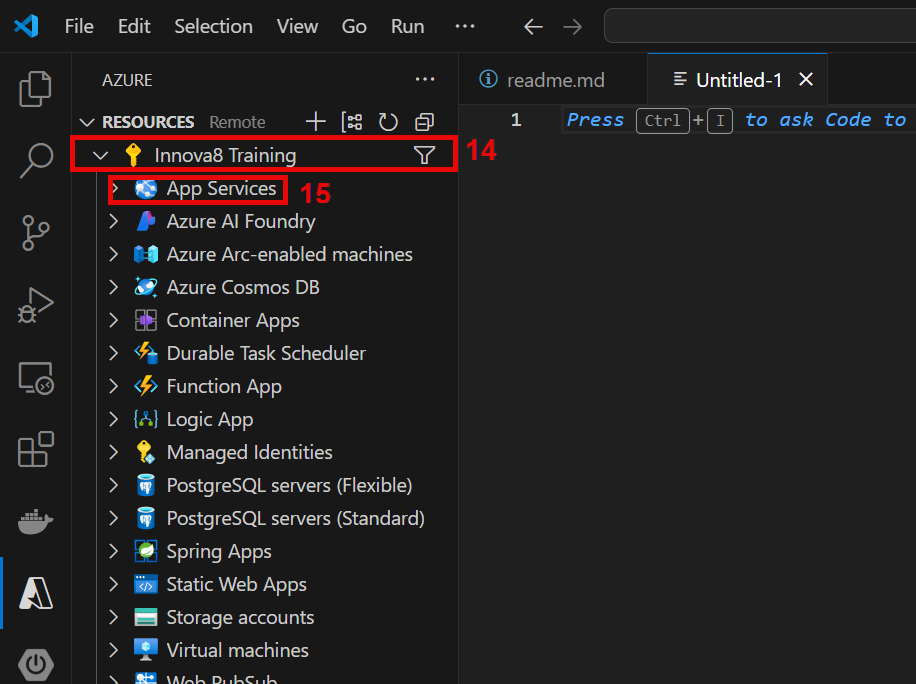 File Edit Selection View Go Run ...
AZURE ...
readme.md
Untitled-1
RESOURCES Remote
1 Press Ctrl + I to ask Code to
Innova8 Training
14
App Services
15
Azure AI Foundry
Azure Arc-enabled machines
Azure Cosmos DB
Container Apps
Durable Task Scheduler
Function App
Logic App
Managed Identities
PostgreSQL servers (Flexible)
PostgreSQL servers (Standard)
Spring Apps
Static Web Apps
Storage accounts
Virtual machines
Web PubSub